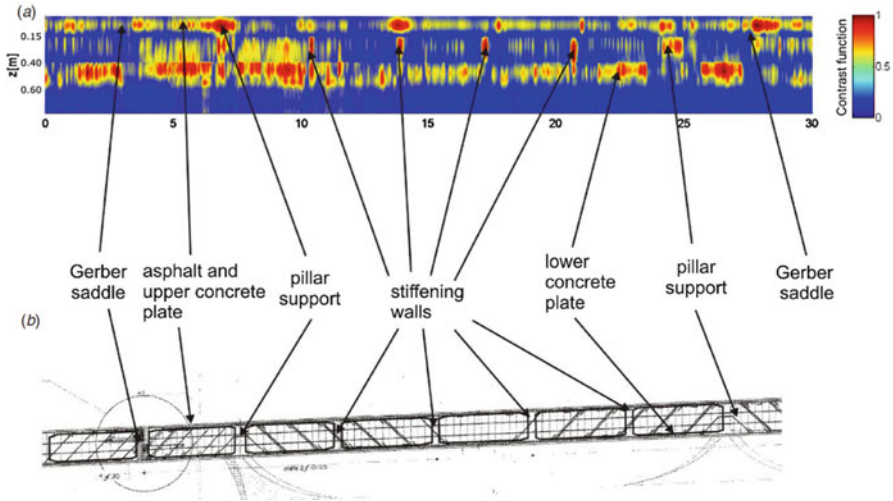 (a)
z[m]
0.15
0.40
0.60
0
5
10
15
20
25
30
1
0.5
0
Contrast function
Gerber
saddle
asphalt and
upper concrete
plate
pillar
support
stiffening
walls
lower
concrete
plate
pillar
support
Gerber
saddle
(b)